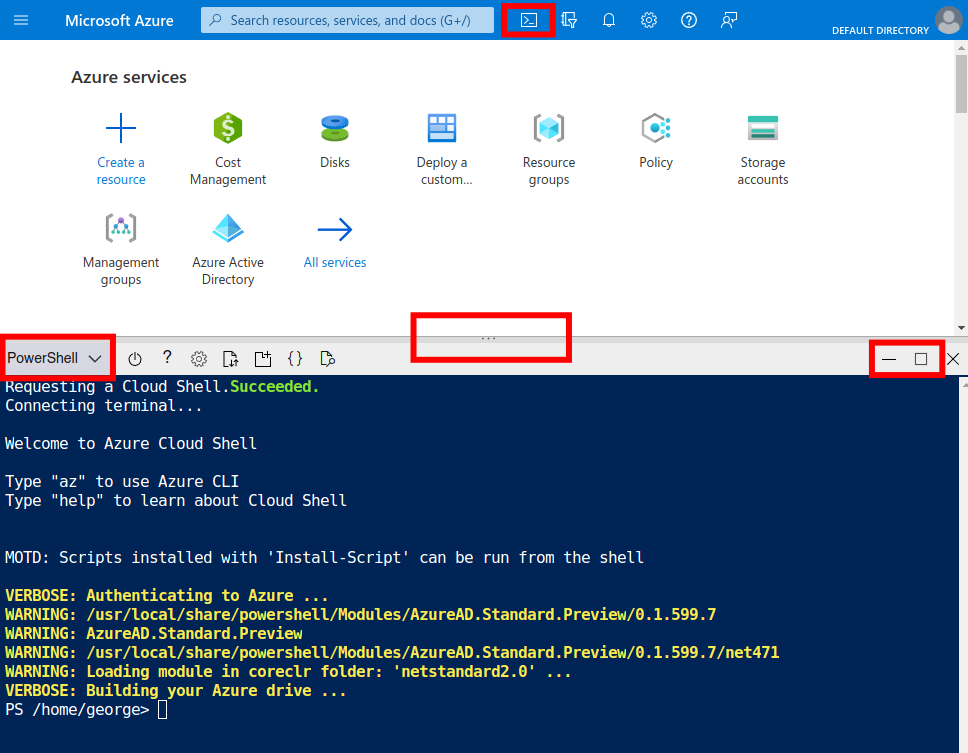 Microsoft Azure
Search resources, services, and docs (G+/)
DEFAULT DIRECTORY
Azure services
Create a
resource
Cost
Management
Disks
Deploy a
custom...
Resource
groups
Policy
Storage
accounts
Management
groups
Azure Active
Directory
All services
PowerShell
Requesting a Cloud Shell.Succeeded.
Connecting terminal...
Welcome to Azure Cloud Shell
Type "az" to use Azure CLI
Type "help" to learn about Cloud Shell
MOTD: Scripts installed with 'Install-Script' can be run from the shell
VERBOSE: Authenticating to Azure ...
WARNING: /usr/local/share/powershell/Modules/AzureAD.Standard.Preview/0.1.599.7
WARNING: AzureAD.Standard.Preview
WARNING: /usr/local/share/powershell/Modules/AzureAD.Standard.Preview/0.1.599.7/net471
WARNING: Loading module in coreclr folder: 'netstandard2.0' ...
VERBOSE: Building your Azure drive ...
PS /home/george>